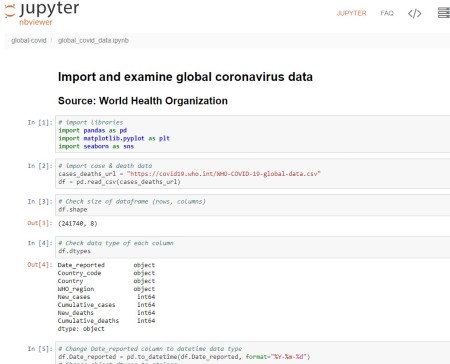 jupyter
nbviewer
JUPYTER FAQ </>
global-covid / global_covid_data.ipynb
Import and examine global coronavirus data
Source: World Health Organization
In [1]: # import libraries
import pandas as pd
import matplotlib.pyplot as plt
import seaborn as sns
In [2]: # import case & death data
cases_deaths_url = "https://covid19.who.int/WHO-COVID-19-global-data.csv"
df = pd.read_csv(cases_deaths_url)
In [3]: # Check size of dataframe (rows, columns)
df.shape
Out[3]: (241740, 8)
In [4]: # Check data type of each column
df.dtypes
Out[4]: Date_reported object
Country_code object
Country object
WHO_region object
New_cases int64
Cumulative_cases int64
New_deaths int64
Cumulative_deaths int64
dtype: object
In [5]: # Change Date_reported column to datetime data type
df.Date_reported = pd.to_datetime(df.Date_reported, format="%Y-%m-%d")